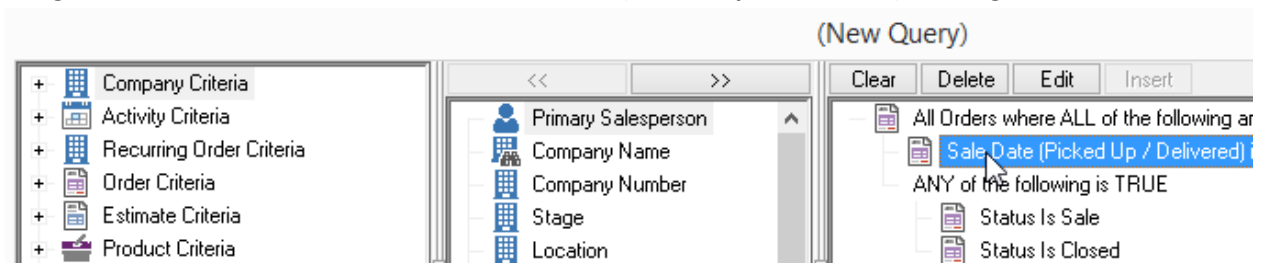 (New Query)
Company Criteria
Activity Criteria
Recurring Order Criteria
Order Criteria
Estimate Criteria
Product Criteria
<< >>
Primary Salesperson
Company Name
Company Number
Stage
Location
Clear Delete Edit Insert
All Orders where ALL of the following ar
Sale Date (Picked Up / Delivered) i
ANY of the following is TRUE
Status Is Sale
Status Is Closed